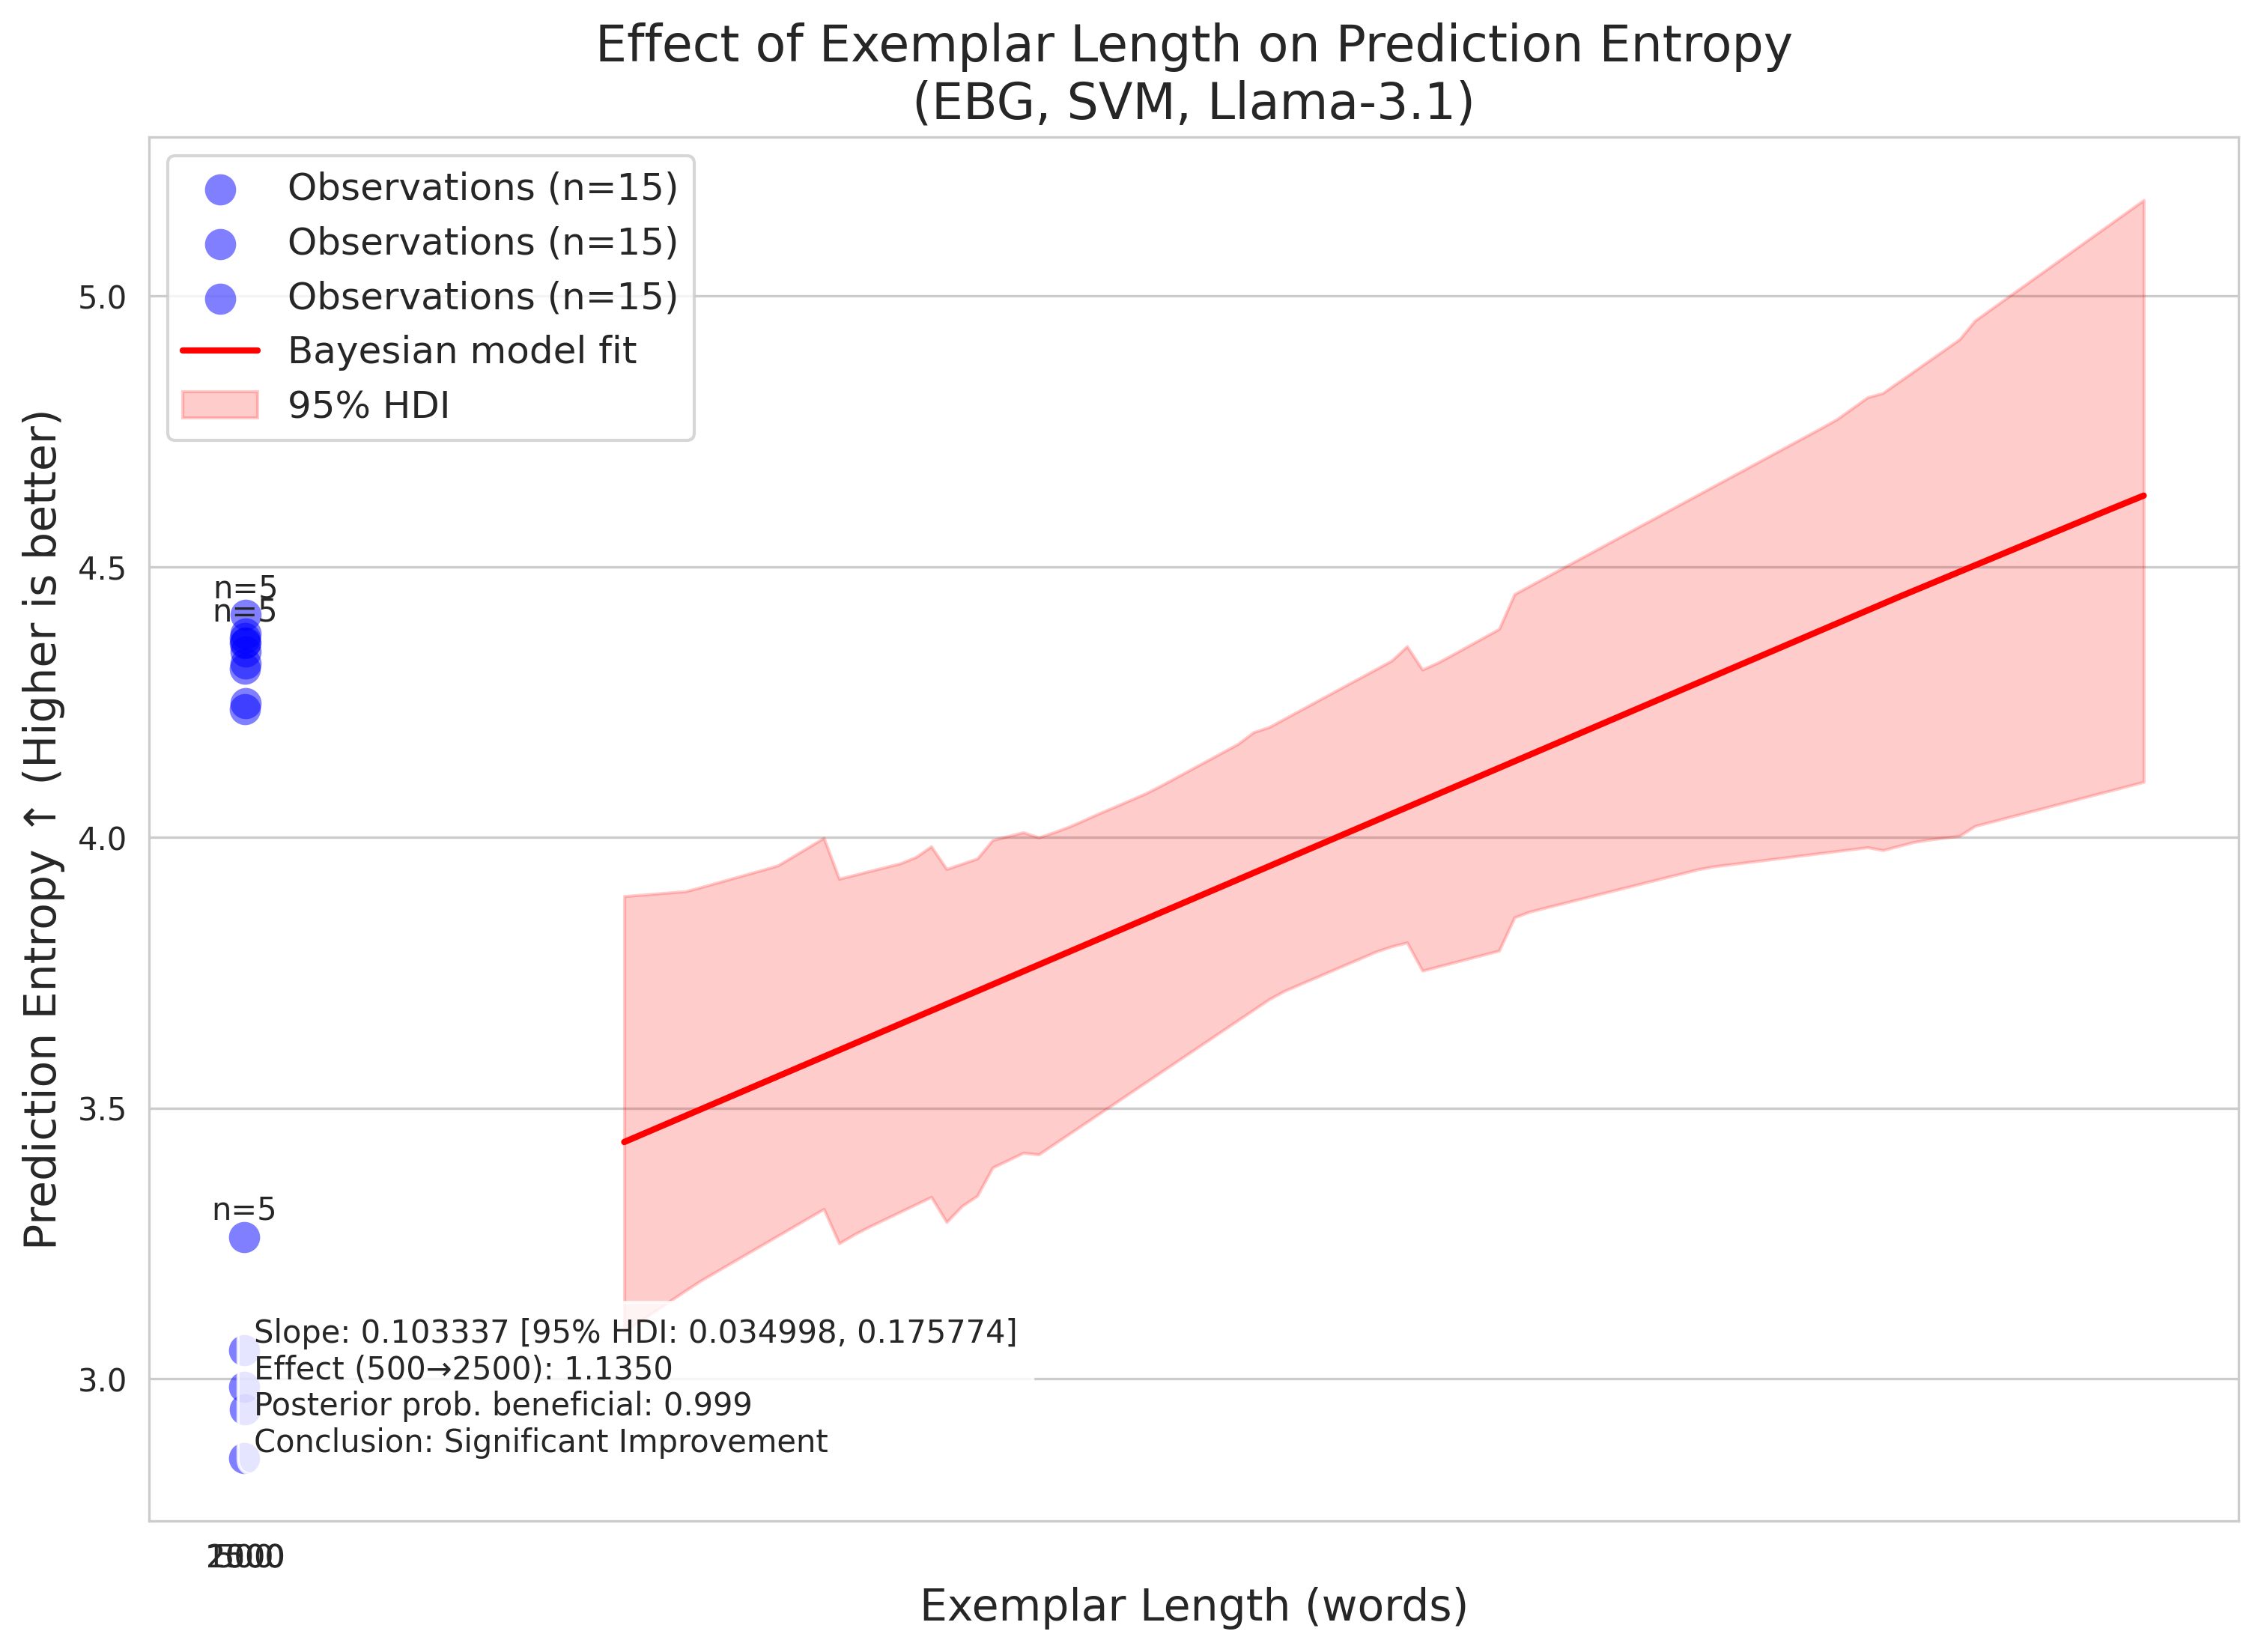 Effect of Exemplar Length on Prediction Entropy
(EBG, SVM, Llama-3.1)
Observations (n=15)
Observations (n=15)
Observations (n=15)
Bayesian model fit
95% HDI
Prediction Entropy ↑ (Higher is better)
5.0
4.5
4.0
3.5
3.0
n=5
n=5
n=5
Slope: 0.103337 [95% HDI: 0.034998, 0.175774]
Effect (500→2500): 1.1350
Posterior prob. beneficial: 0.999
Conclusion: Significant Improvement
Exemplar Length (words)